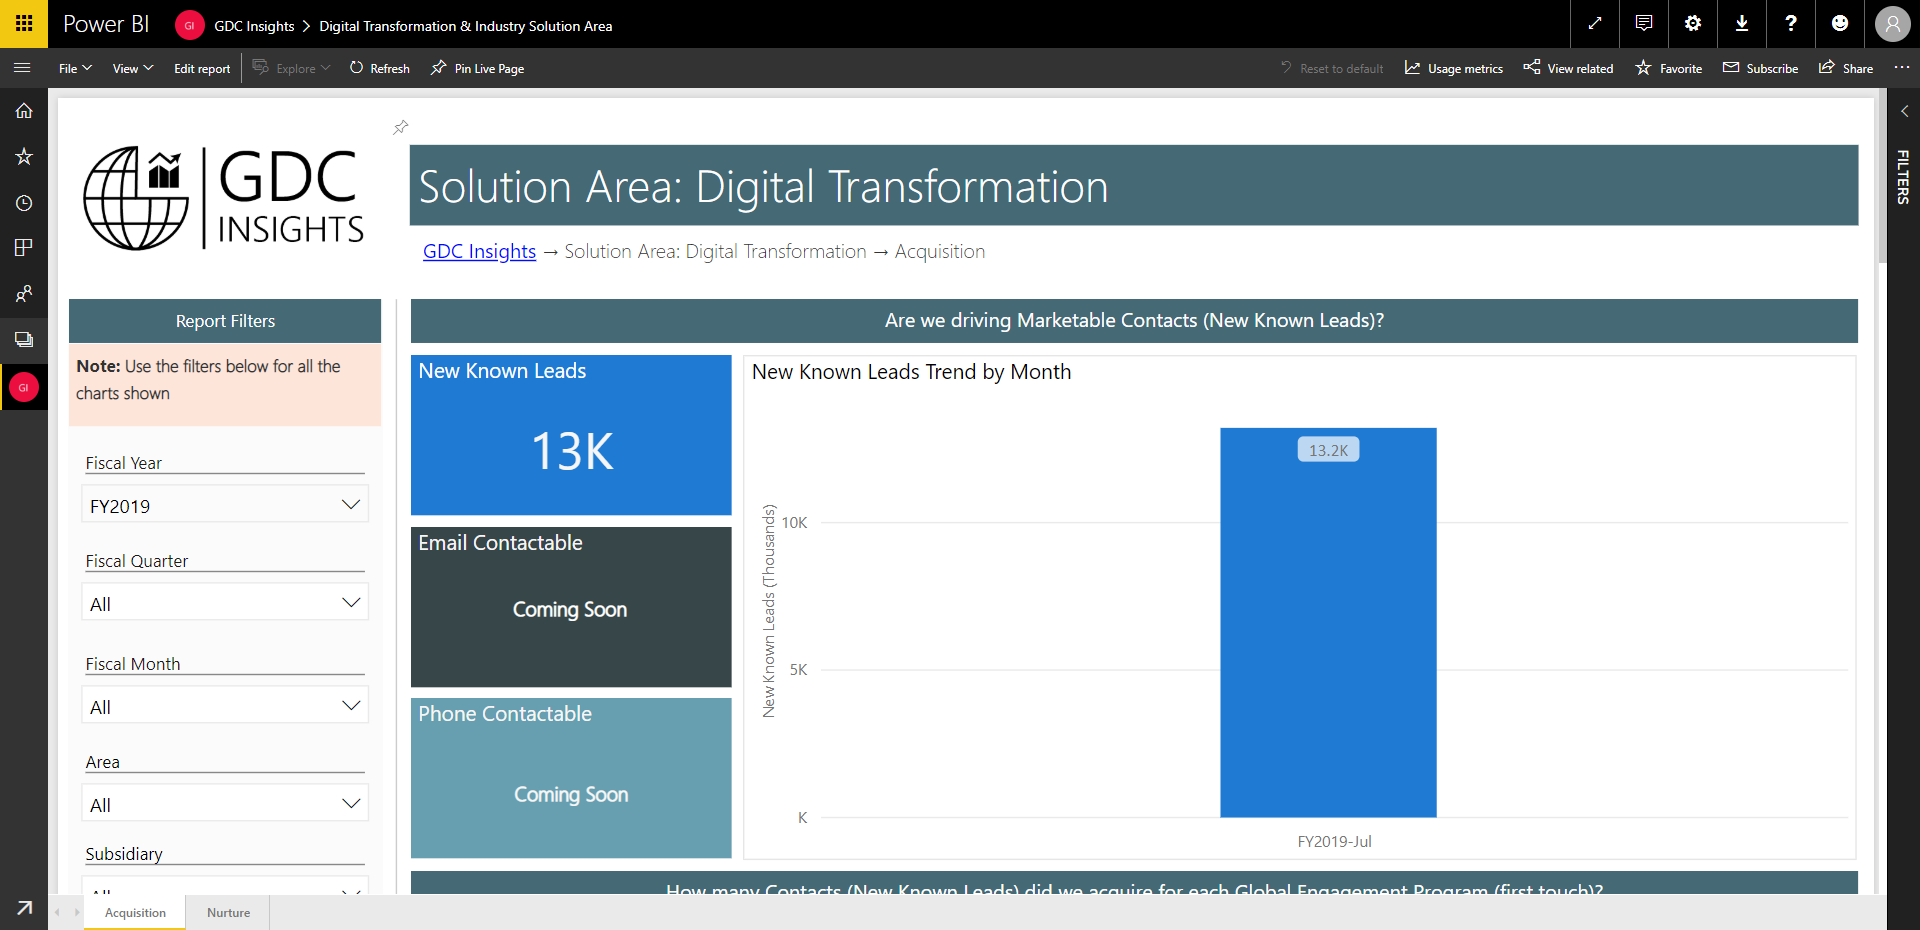 Power BI
GI
GDC Insights > Digital Transformation & Industry Solution Area
?
File
View
Edit report
Explore
Refresh
Pin Live Page
Reset to default
Usage metrics
View related
Favorite
Subscribe
Share
...
GDC
INSIGHTS
Solution Area: Digital Transformation
GDC Insights → Solution Area: Digital Transformation → Acquisition
FILTERS
GI
Report Filters
Note: Use the filters below for all the
charts shown
Fiscal Year
FY2019
Fiscal Quarter
All
Fiscal Month
All
Area
All
Subsidiary
All
Are we driving Marketable Contacts (New Known Leads)?
New Known Leads
13K
Email Contactable
Coming Soon
Phone Contactable
Coming Soon
New Known Leads Trend by Month
New Known Leads (Thousands)
13.2K
10K
5K
K
FY2019-Jul
How many Contacts (New Known Leads) did we acquire for each Global Engagement Program (first touch)?
Acquisition
Nurture